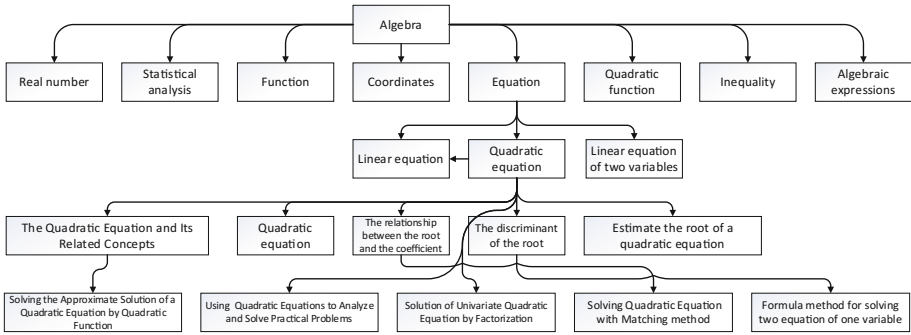 Algebra
Real number
Statistical
analysis
Function
Coordinates
Equation
Quadratic
function
Inequality
Algebraic
expressions
Linear equation
Quadratic
equation
Linear equation
of two variables
The Quadratic Equation and Its
Related Concepts
Quadratic
equation
The relationship
between the root
and the coefficient
The discriminant
of the root
Estimate the root of a
quadratic equation
Solving the Approximate Solution of a
Quadratic Equation by Quadratic
Function
Using Quadratic Equations to Analyze
and Solve Practical Problems
Solution of Univariate Quadratic
Equation by Factorization
Solving Quadratic Equation
with Matching method
Formula method for solving
two equation of one variable